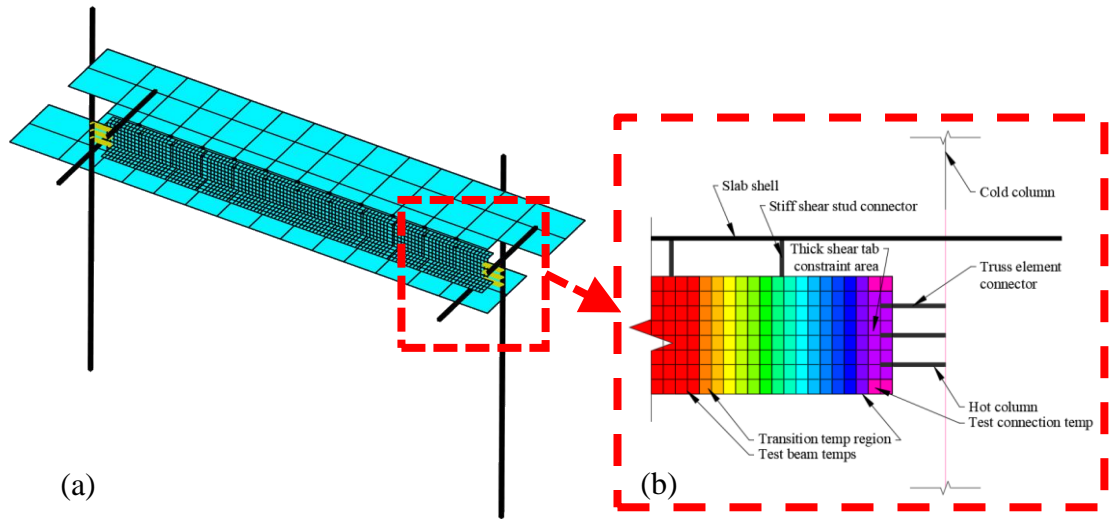 Slab shell
Cold column
Stiff shear stud connector
Thick shear tab
constraint area
Truss element
connector
Hot column
Test connection temp
Transition temp region
Test beam temps
(a)
(b)